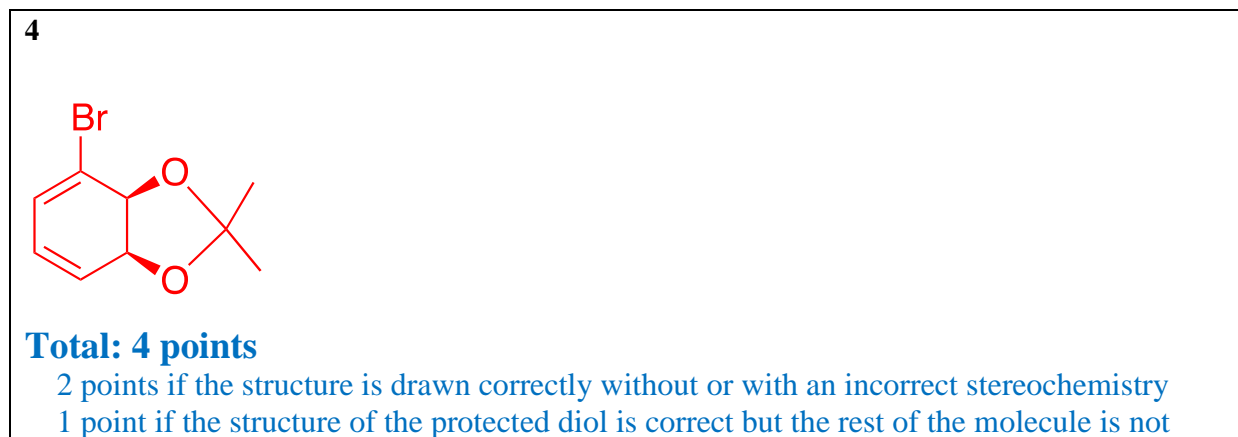 4
Br
O
O
Total: 4 points
2 points if the structure is drawn correctly without or with an incorrect stereochemistry
1 point if the structure of the protected diol is correct but the rest of the molecule is not